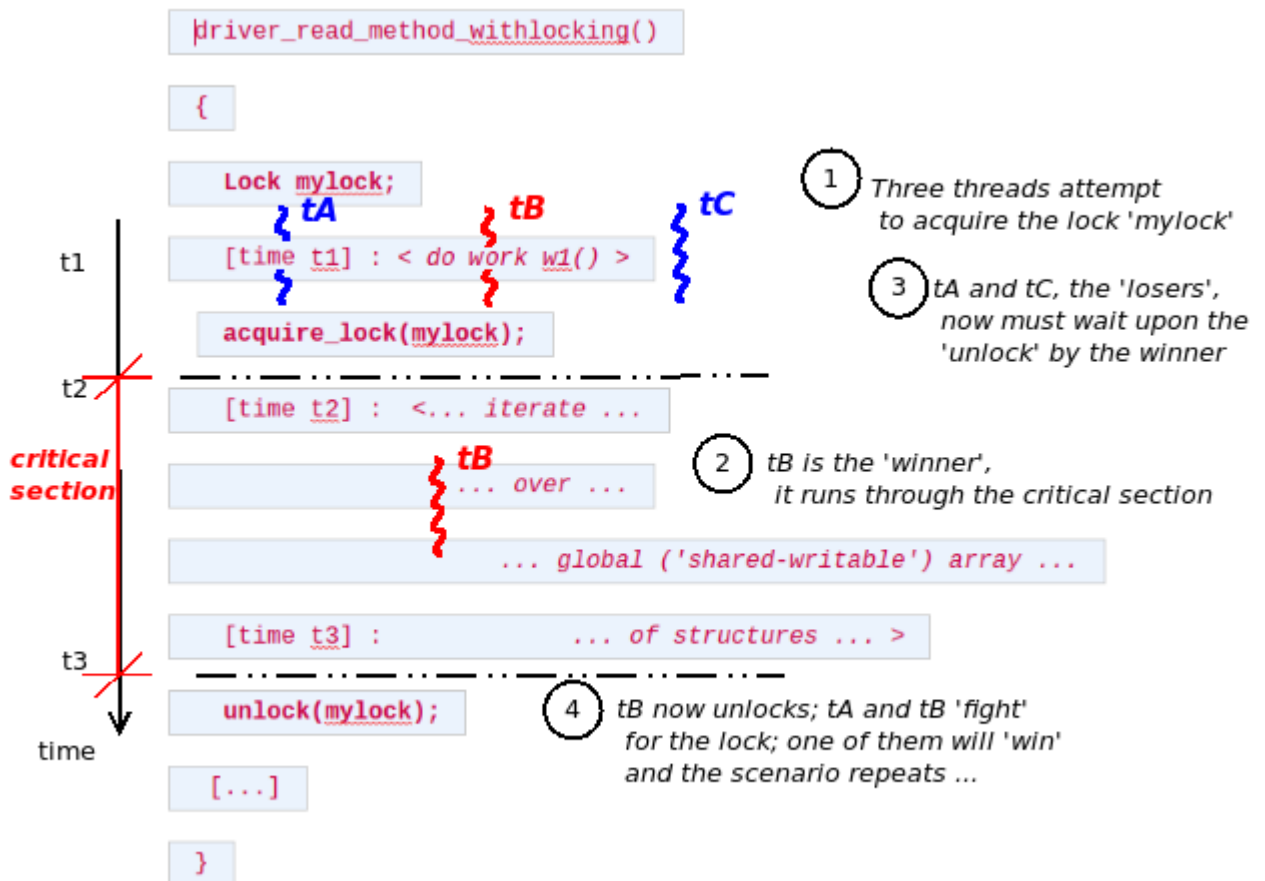 driver_read_method_withlocking()
{
Lock mylock;
tA
tB
tC
1
Three threads attempt
to acquire the lock 'mylock'
t1
[time t1] : < do work w1() >
3
tA and tC, the 'losers',
now must wait upon the
'unlock' by the winner
acquire_lock(mylock);
t2
[time t2] :  <... iterate ...
critical
section
tB
... over ...
2
tB is the 'winner',
it runs through the critical section
... global ('shared-writable') array ...
[time t3] :             ... of structures ... >
t3
unlock(mylock);
4
tB now unlocks; tA and tB 'fight'
for the lock; one of them will 'win'
and the scenario repeats ...
time
[...]
}